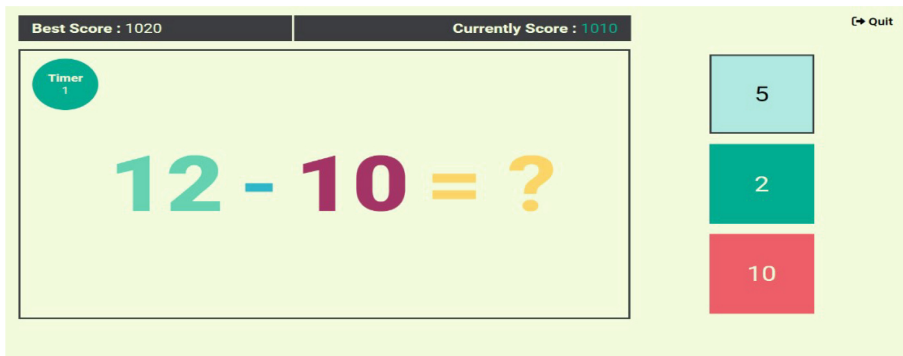 Best Score : 1020
Currently Score : 1010
Quit
Timer
1
12 - 10 = ?
5
2
10